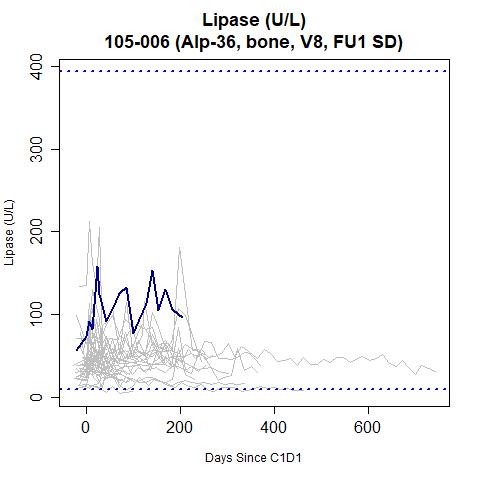 Lipase (U/L)
105-006 (Alp-36, bone, V8, FU1 SD)
400
300
200
100
0
Lipase (U/L)
0 200 400 600
Days Since C1D1